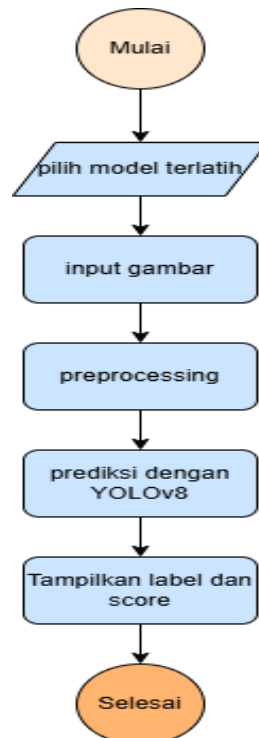 Mulai
pilih model terlatih
input gambar
preprocessing
prediksi dengan
YOLOv8
Tampilkan label dan
score
Selesai